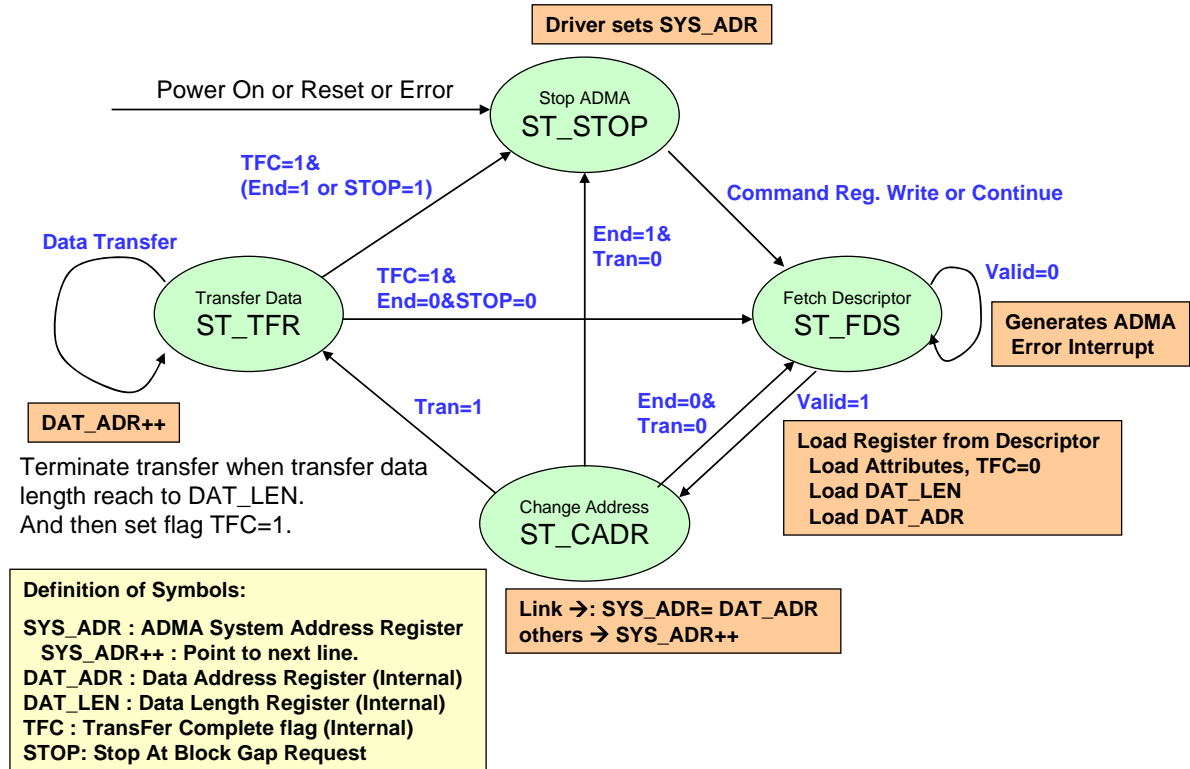 Driver sets SYS_ADR
Power On or Reset or Error
Stop ADMA
ST_STOP
TFC=1&
(End=1 or STOP=1)
Command Reg. Write or Continue
Data Transfer
End=1&
Tran=0
TFC=1&
End=0&STOP=0
Valid=0
Transfer Data
ST_TFR
Fetch Descriptor
ST_FDS
Generates ADMA
Error Interrupt
DAT_ADR++
Tran=1
End=0&
Tran=0
Valid=1
Terminate transfer when transfer data
length reach to DAT_LEN.
And then set flag TFC=1.
Load Register from Descriptor
Load Attributes, TFC=0
Load DAT_LEN
Load DAT_ADR
Change Address
ST_CADR
Link →: SYS_ADR= DAT_ADR
others → SYS_ADR++
Definition of Symbols:
SYS_ADR : ADMA System Address Register
SYS_ADR++ : Point to next line.
DAT_ADR : Data Address Register (Internal)
DAT_LEN : Data Length Register (Internal)
TFC : TransFer Complete flag (Internal)
STOP: Stop At Block Gap Request